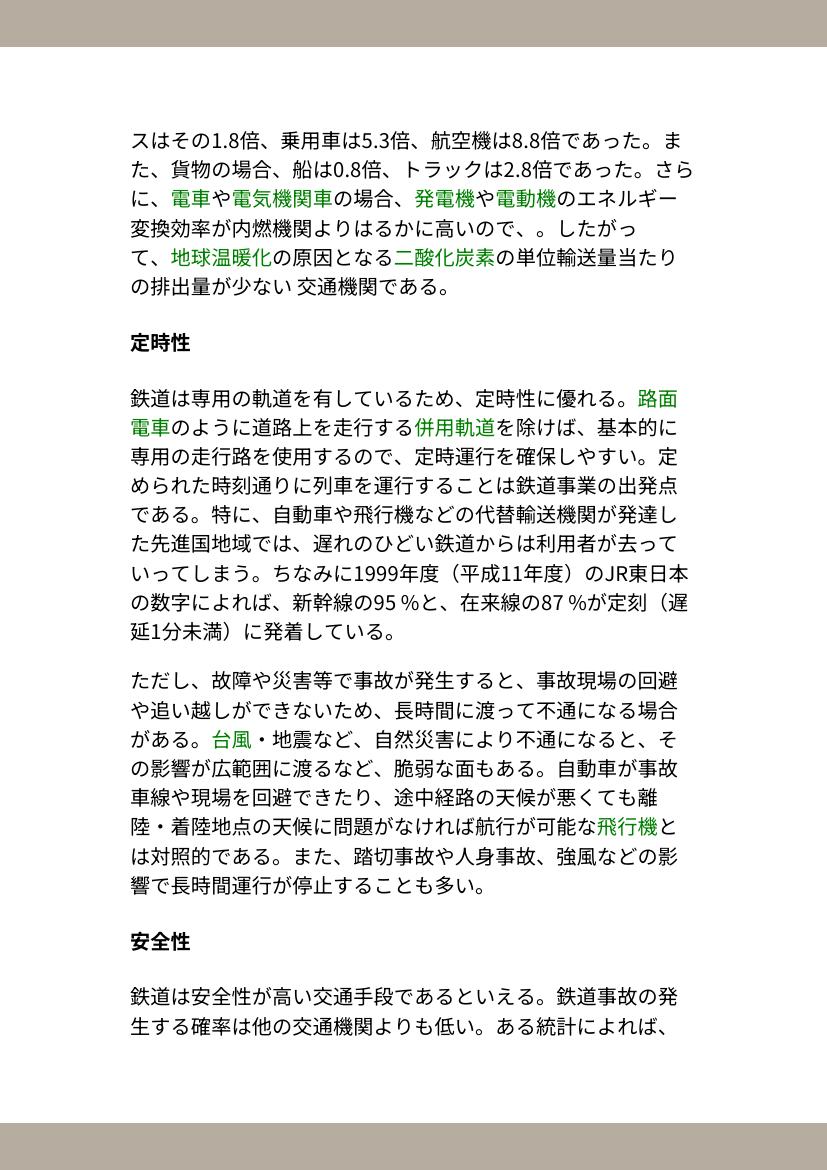 スはその1.8倍、乗用車は5.3倍、航空機は8.8倍であった。ま
た、貨物の場合、船は0.8倍、トラックは2.8倍であった。さら
に、電車や電気機関車の場合、発電機や電動機のエネルギー
変換効率が内燃機関よりはるかに高いので、。したがっ
て、地球温暖化の原因となる二酸化炭素の単位輸送量当たり
の排出量が少ない 交通機関である。
定時性
鉄道は専用の軌道を有しているため、定時性に優れる。路面
電車のように道路上を走行する併用軌道を除けば、基本的に
専用の走行路を使用するので、定時運行を確保しやすい。定
められた時刻通りに列車を運行することは鉄道事業の出発点
である。特に、自動車や飛行機などの代替輸送機関が発達し
た先進国地域では、遅れのひどい鉄道からは利用者が去って
いってしまう。ちなみに1999年度（平成11年度）のJR東日本
の数字によれば、新幹線の95 %と、在来線の87 %が定刻（遅
延1分未満）に発着している。
ただし、故障や災害等で事故が発生すると、事故現場の回避
や追い越しができないため、長時間に渡って不通になる場合
がある。台風・地震など、自然災害により不通になると、そ
の影響が広範囲に渡るなど、脆弱な面もある。自動車が事故
車線や現場を回避できたり、途中経路の天候が悪くても離
陸・着陸地点の天候に問題がなければ航行が可能な飛行機と
は対照的である。また、踏切事故や人身事故、強風などの影
響で長時間運行が停止することも多い。
安全性
鉄道は安全性が高い交通手段であるといえる。鉄道事故の発
生する確率は他の交通機関よりも低い。ある統計によれば、